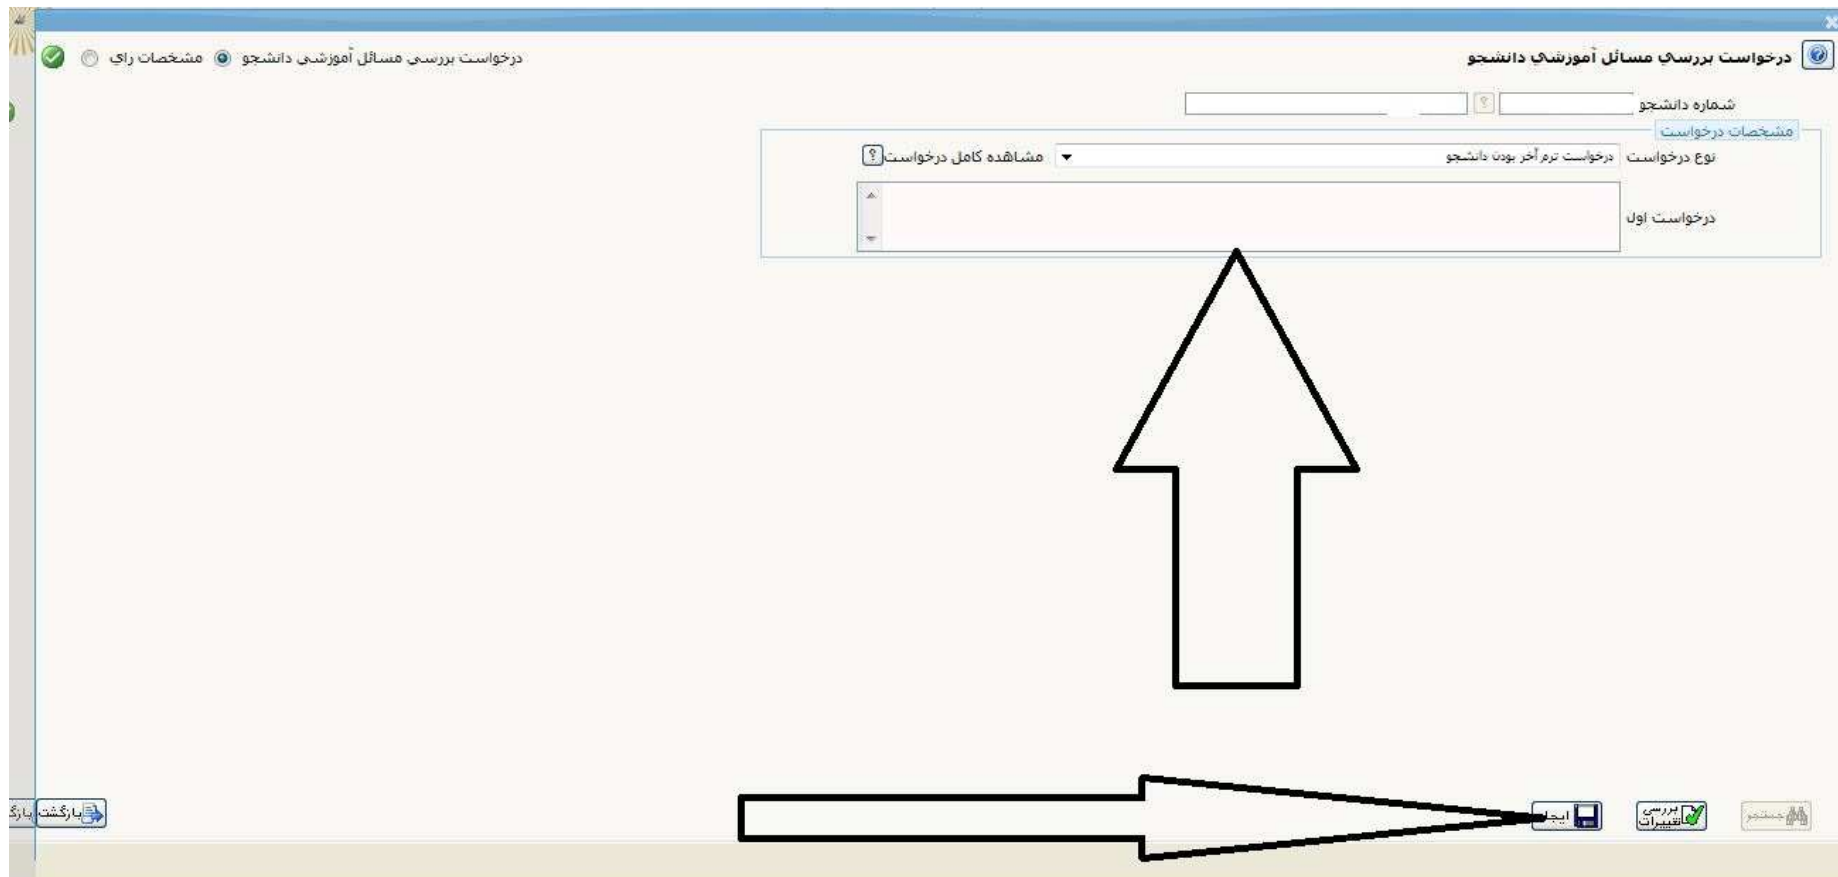 درخواست بررسي مسائل آموزشي دانشجو
درخواست بررسی مسائل آموزشی دانشجو
مشخصات راي
شماره دانشجو
مشخصات درخواست
نوع درخواست
درخواست ترم آخر بودن دانشجو
مشاهده کامل درخواست
درخواست اول
جستجو
بررسی تغییرات
ایجا
بازگشت